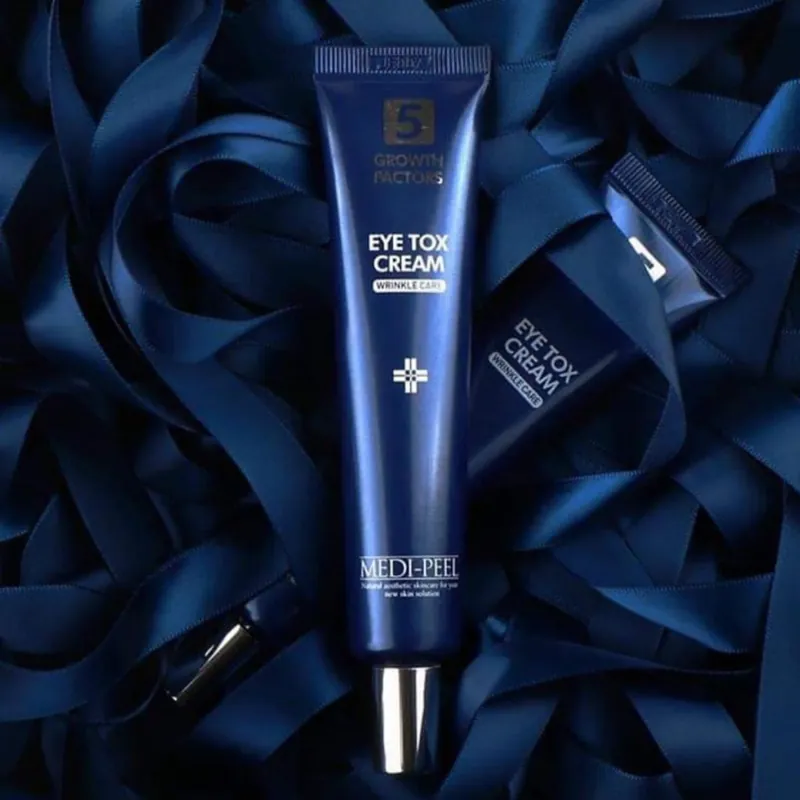 5
GROWTH
FACTORS
EYE TOX
CREAM
WRINKLE CARE
MEDI-PEEL
Natural aesthetic skincare for your
new skin solution
EYE TOX
CREAM
WRINKLE CARE